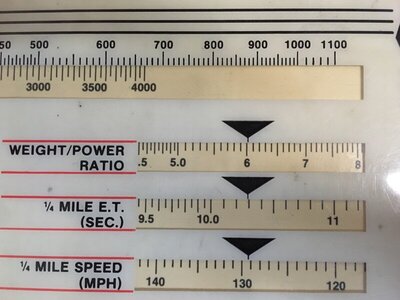 50 500 600 700 800 900 1000 1100
3000 3500 4000
WEIGHT/POWER
RATIO
.5 5.0 6 7 8
¼ MILE E.T.
(SEC.)
9.5 10.0 11
¼ MILE SPEED
(MPH)
140 130 120